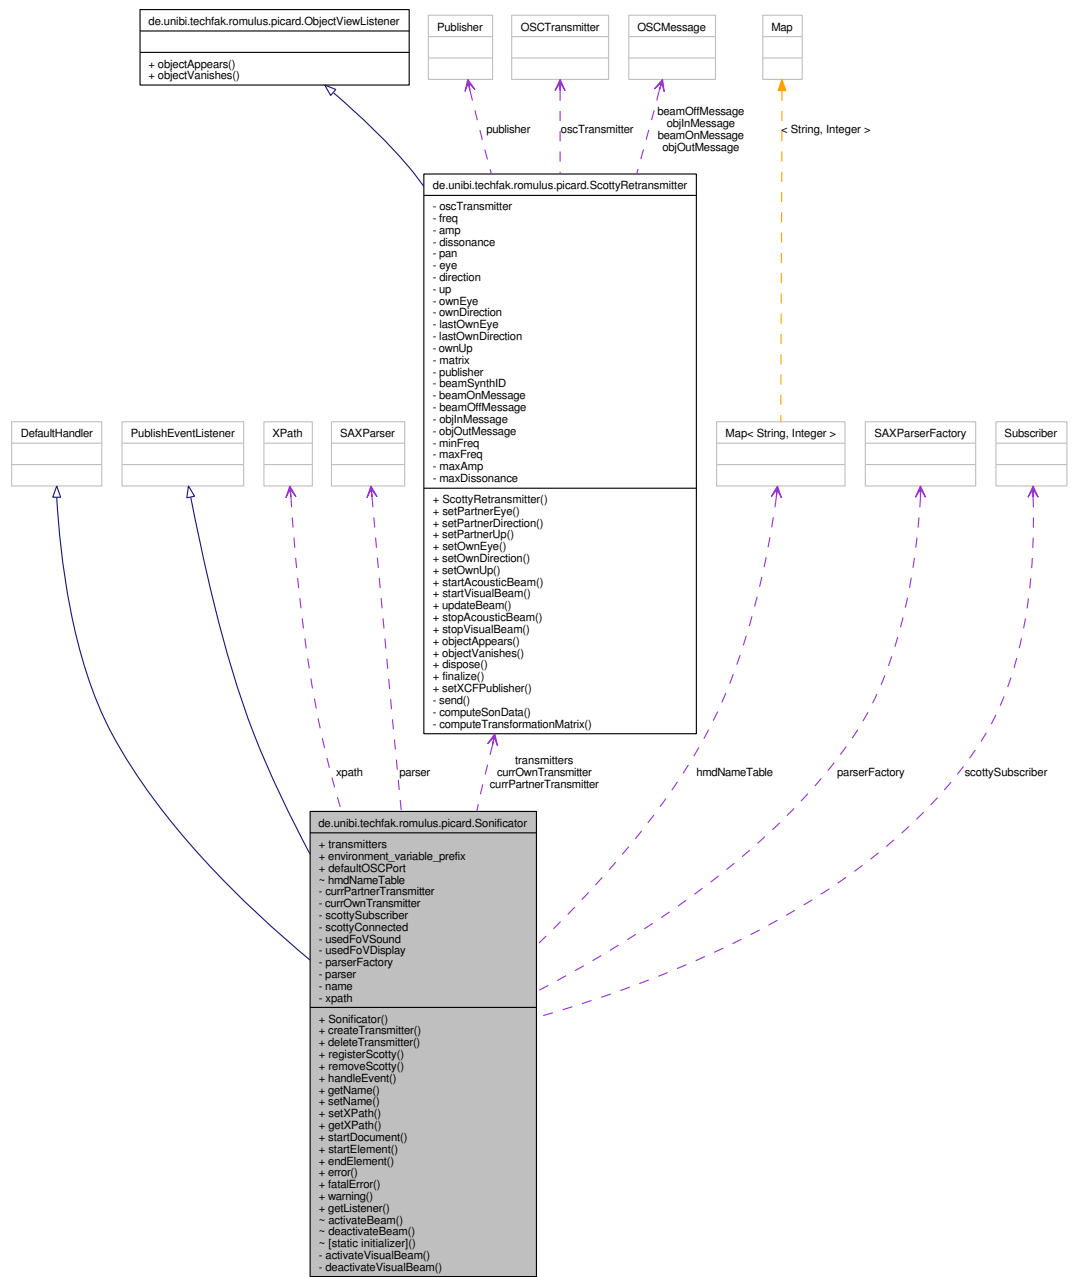 de.unibi.techfak.romulus.picard.ObjectViewListener
+ objectAppears()
+ objectVanishes()
Publisher
OSCTransmitter
OSCMessage
Map
publisher
oscTransmitter
beamOffMessage
objInMessage
beamOnMessage
objOutMessage
< String, Integer >
de.unibi.techfak.romulus.picard.ScottyRetransmitter
- oscTransmitter
- freq
- amp
- dissonance
- pan
- eye
- direction
- up
- ownEye
- ownDirection
- lastOwnEye
- lastOwnDirection
- ownUp
- matrix
- publisher
- beamSynthID
- beamOnMessage
- beamOffMessage
- objInMessage
- objOutMessage
- minFreq
- maxFreq
- maxAmp
- maxDissonance
+ ScottyRetransmitter()
+ setPartnerEye()
+ setPartnerDirection()
+ setPartnerUp()
+ setOwnEye()
+ setOwnDirection()
+ setOwnUp()
+ startAcousticBeam()
+ startVisualBeam()
+ updateBeam()
+ stopAcousticBeam()
+ stopVisualBeam()
+ objectAppears()
+ objectVanishes()
+ dispose()
+ finalize()
+ setXCFPublisher()
- send()
- computeSonData()
- computeTransformationMatrix()
DefaultHandler
PublishEventListener
XPath
SAXParser
Map< String, Integer >
SAXParserFactory
Subscriber
xpath
parser
transmitters
currOwnTransmitter
currPartnerTransmitter
hmdNameTable
parserFactory
scottySubscriber
de.unibi.techfak.romulus.picard.Sonificator
+ transmitters
+ environment_variable_prefix
+ defaultOSCPort
~ hmdNameTable
- currPartnerTransmitter
- currOwnTransmitter
- scottySubscriber
- scottyConnected
- usedFoVSound
- usedFoVDisplay
- parserFactory
- parser
- name
- xpath
+ Sonificator()
+ createTransmitter()
+ deleteTransmitter()
+ registerScotty()
+ removeScotty()
+ handleEvent()
+ getName()
+ setName()
+ setXPath()
+ getXPath()
+ startDocument()
+ startElement()
+ endElement()
+ error()
+ fatalError()
+ warning()
+ getListener()
~ activateBeam()
~ deactivateBeam()
~ [static initializer]()
- activateVisualBeam()
- deactivateVisualBeam()